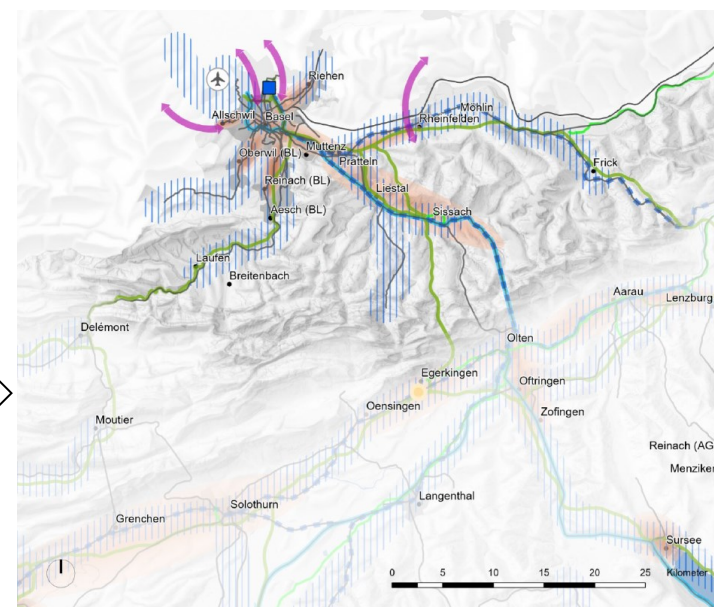 Riehen
Möhlin
Allschwil
Basel
Rheinfelden
Muttenz
Oberwil (BL)
Pratteln
Frick
Reinach (BL)
Liestal
Aesch (BL)
Sissach
Laufen
Breitenbach
Aarau
Lenzburg
Delémont
Olten
Egerkingen
Oftringen
Oensingen
Zofingen
Moutier
Reinach (AG
Menziken
Langenthal
Solothurn
Grenchen
Sursee
0 5 10 15 20 25
Kilometer